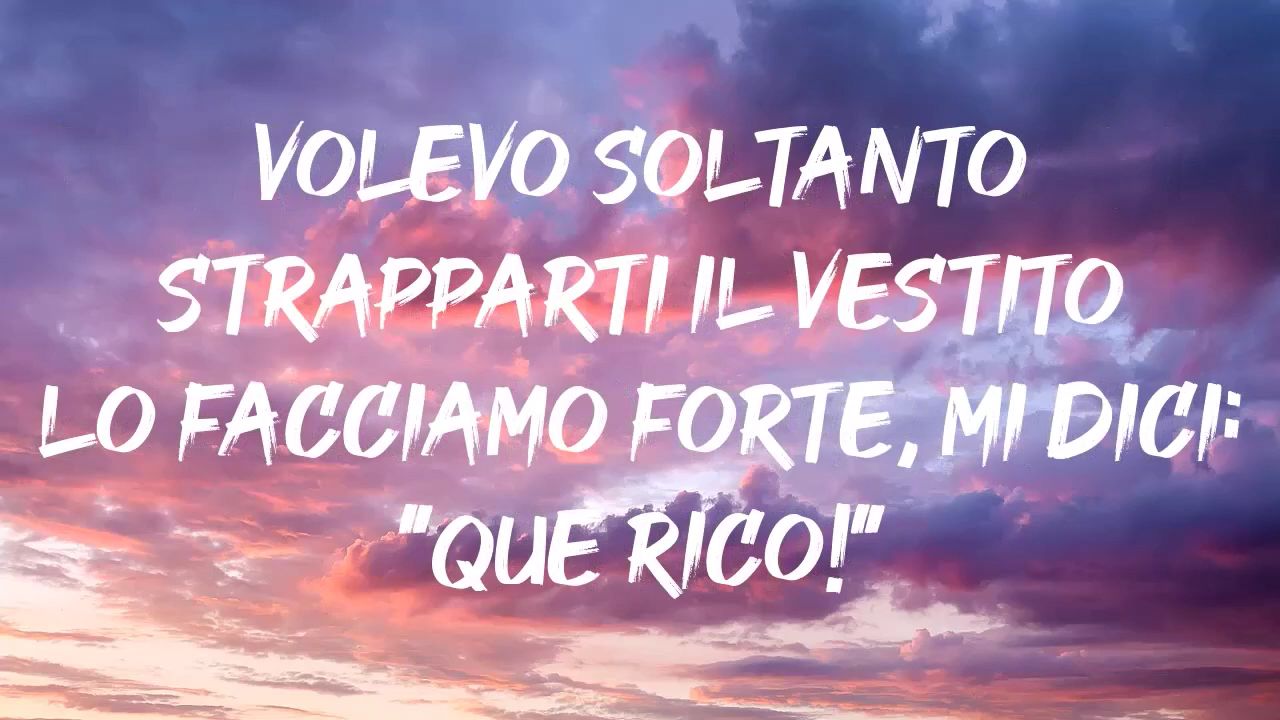 VOLEVO SOLTANTO
STRAPPARTI IL VESTITO
LO FACCIAMO FORTE, MI DICI:
"QUE RICO!"